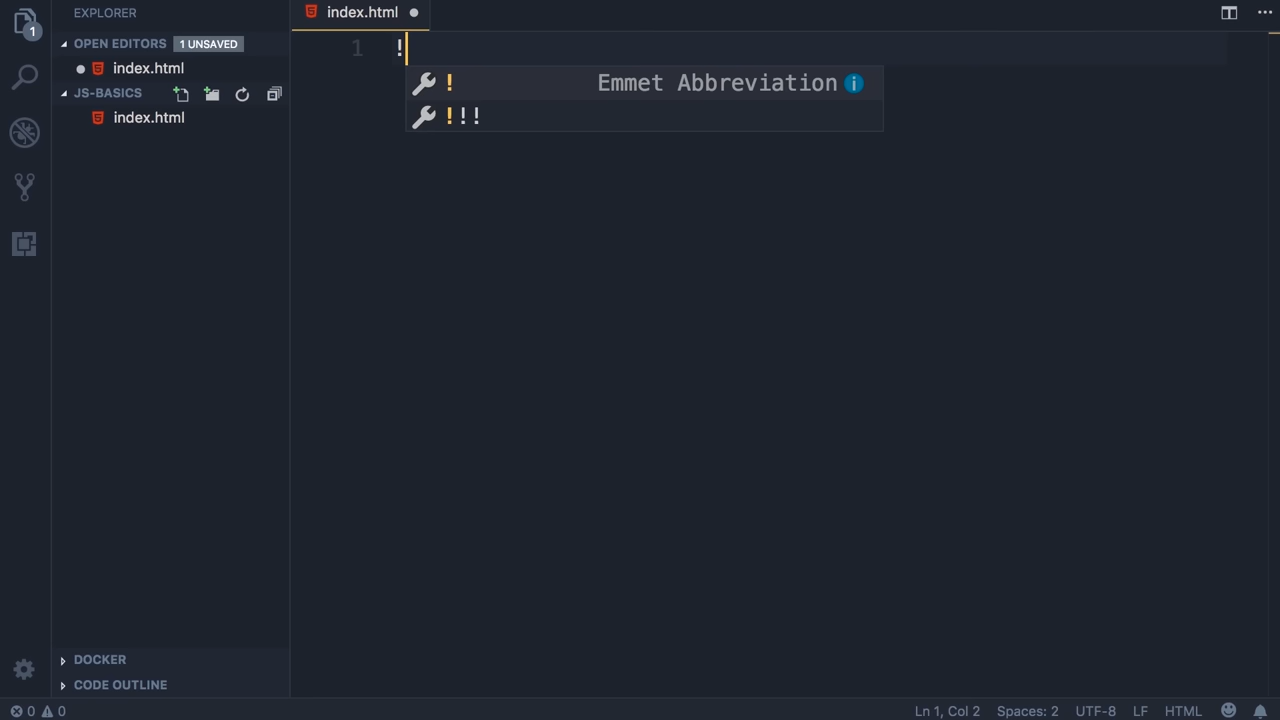 EXPLORER
index.html
1
OPEN EDITORS 1 UNSAVED
index.html
JS-BASICS
index.html
1 !
! Emmet Abbreviation i
!!!
DOCKER
CODE OUTLINE
0 0
Ln 1, Col 2 Spaces: 2 UTF-8 LF HTML